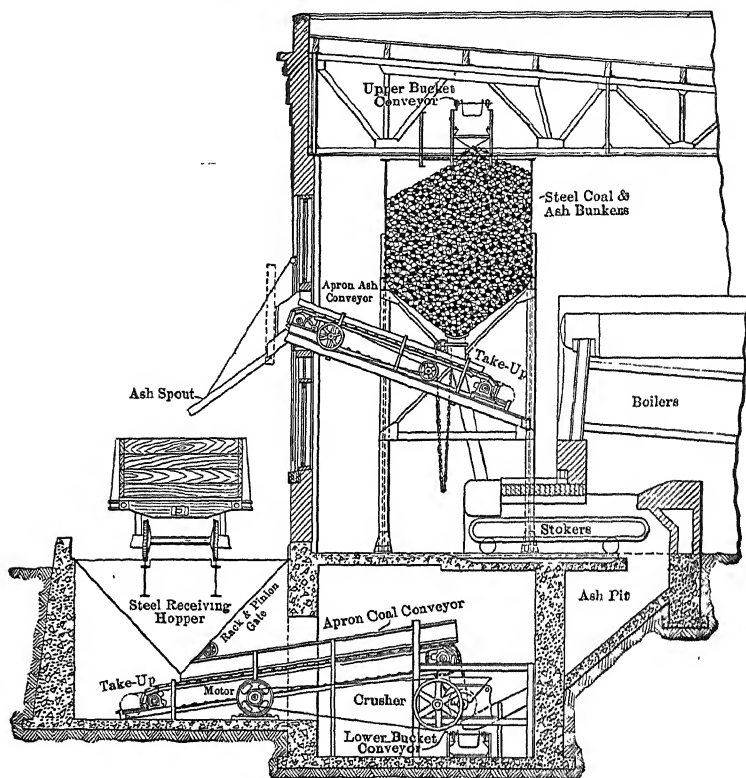 Upper Bucket
Conveyor
Steel Coal &
Ash Bunkers
Apron Ash
Conveyor
Take-Up
Ash Spout
Boilers
Stokers
Steel Receiving
Hopper
Rack & Pinion
Gate
Apron Coal Conveyor
Ash Pit
Take-Up
Motor
Crusher
Lower Bucket
Conveyor